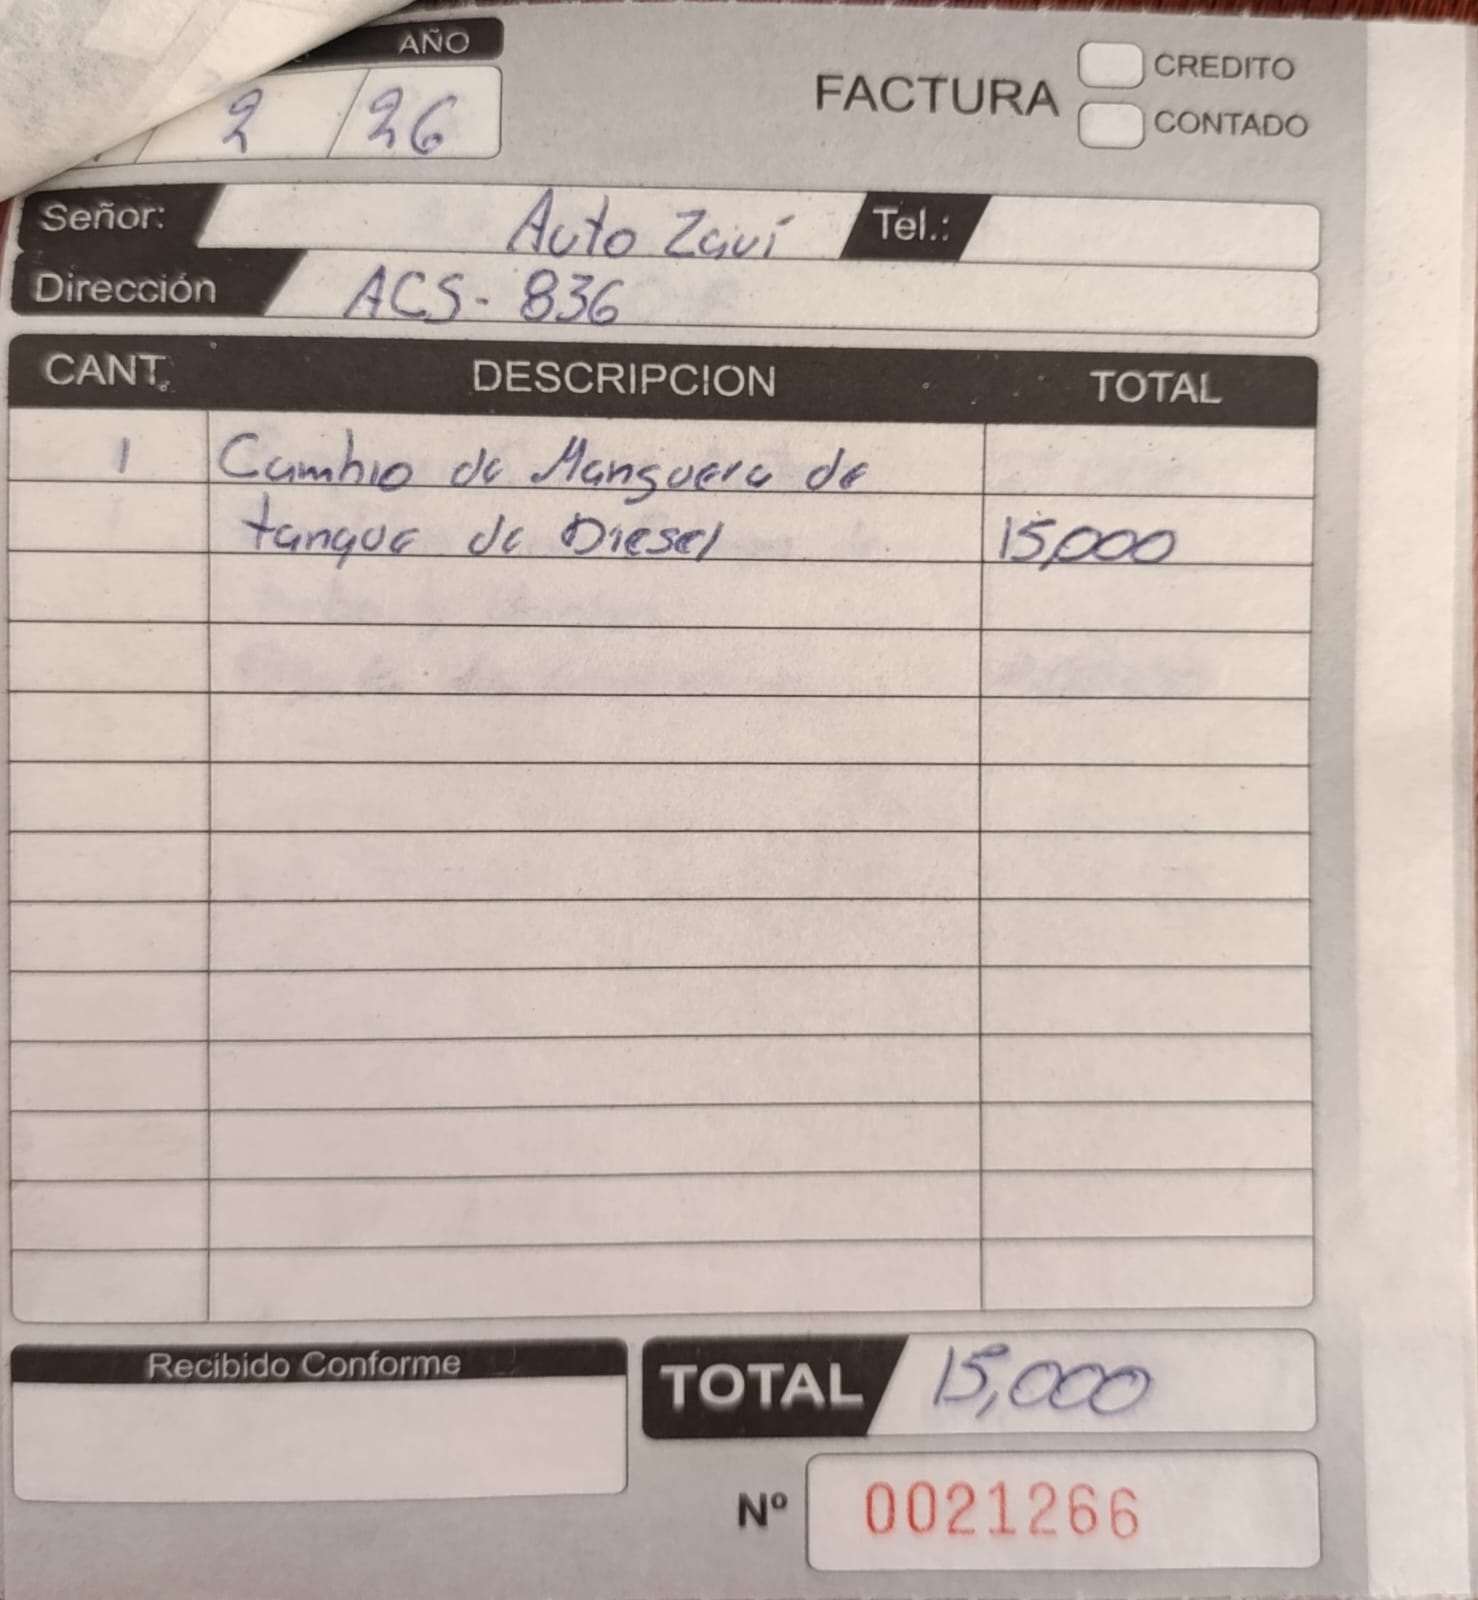 AÑO
2 / 26
FACTURA
CREDITO
CONTADO
Señor: Auto Zavi Tel.:
Dirección ACS- 836
CANT. DESCRIPCION TOTAL
1 Cambio de Manguera de
tanque de Diesel 15,000
Recibido Conforme
TOTAL 15,000
Nº 0021266